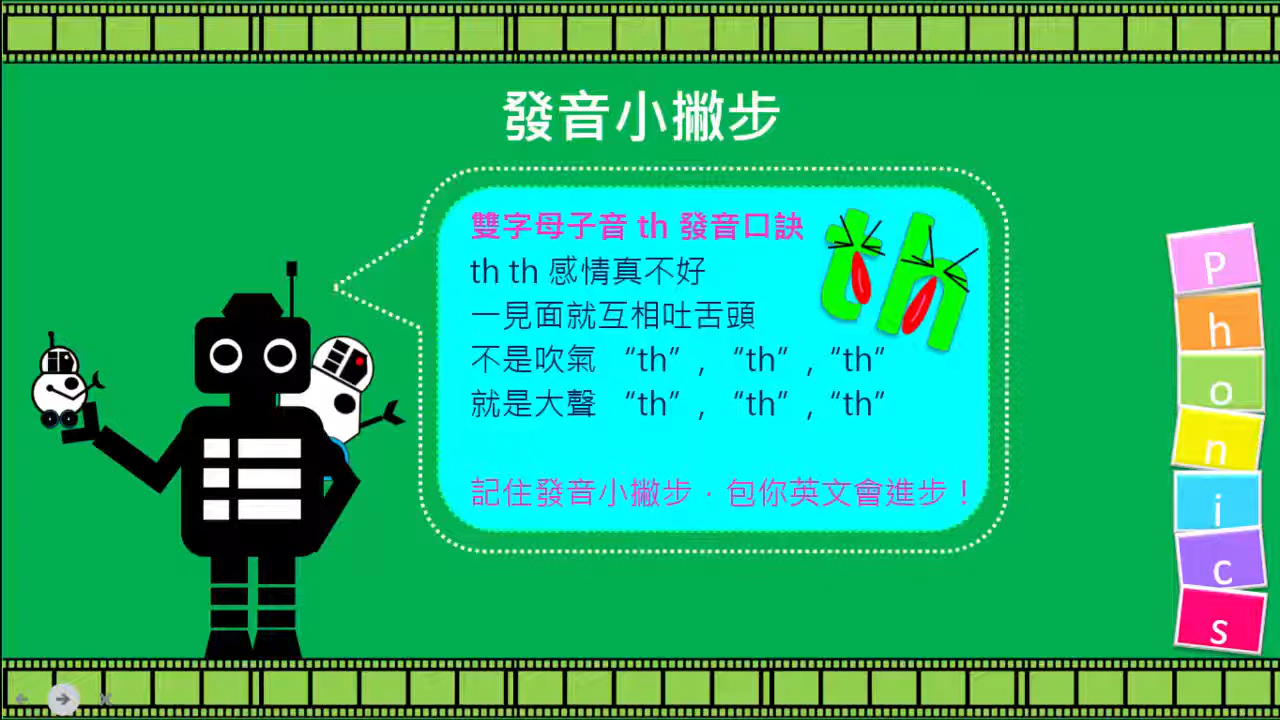 發音小撇步
雙字母子音 th 發音口訣
th th 感情真不好
一見面就互相吐舌頭
不是吹氣 “th”，“th”，“th”
就是大聲 “th”，“th”，“th”
記住發音小撇步．包你英文會進步！
th
P
h
o
n
i
c
s